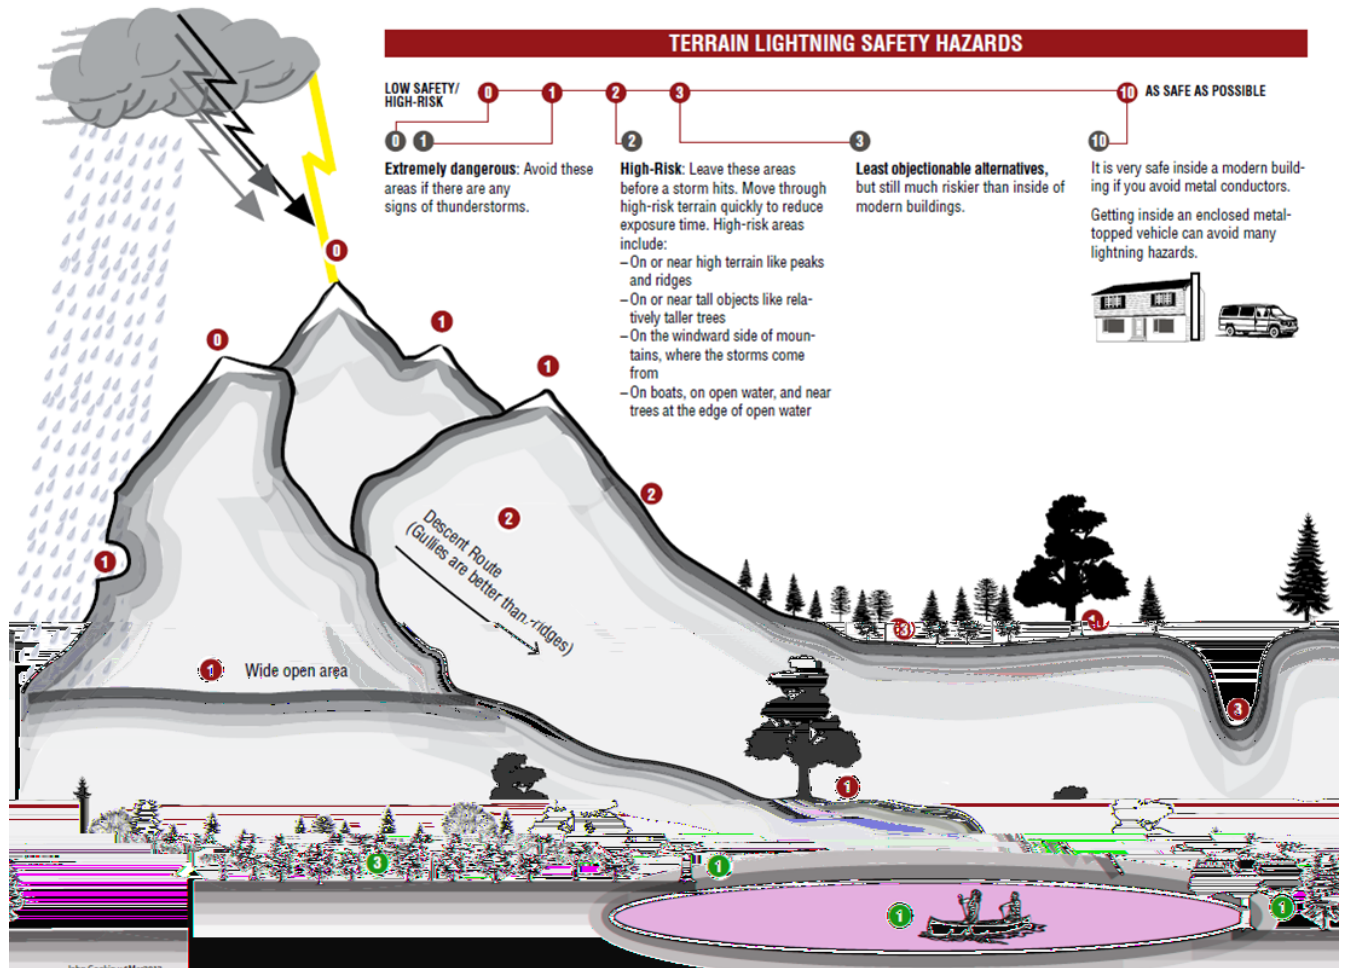 TERRAIN LIGHTNING SAFETY HAZARDS
LOW SAFETY/
HIGH-RISK
0
1
2
3
10
AS SAFE AS POSSIBLE
0
1
2
3
10
Extremely dangerous: Avoid these
areas if there are any
signs of thunderstorms.
High-Risk: Leave these areas
before a storm hits. Move through
high-risk terrain quickly to reduce
exposure time. High-risk areas
include:
–On or near high terrain like peaks
and ridges
–On or near tall objects like rela-
tively taller trees
–On the windward side of moun-
tains, where the storms come
from
–On boats, on open water, and near
trees at the edge of open water
Least objectionable alternatives,
but still much riskier than inside of
modern buildings.
It is very safe inside a modern build-
ing if you avoid metal conductors.
Getting inside an enclosed metal-
topped vehicle can avoid many
lightning hazards.
0
0
1
1
2
2
Descent Route
(Gullies are better than.-ridges)
1
3
1
Wide open area
3
1
3
1
1
1